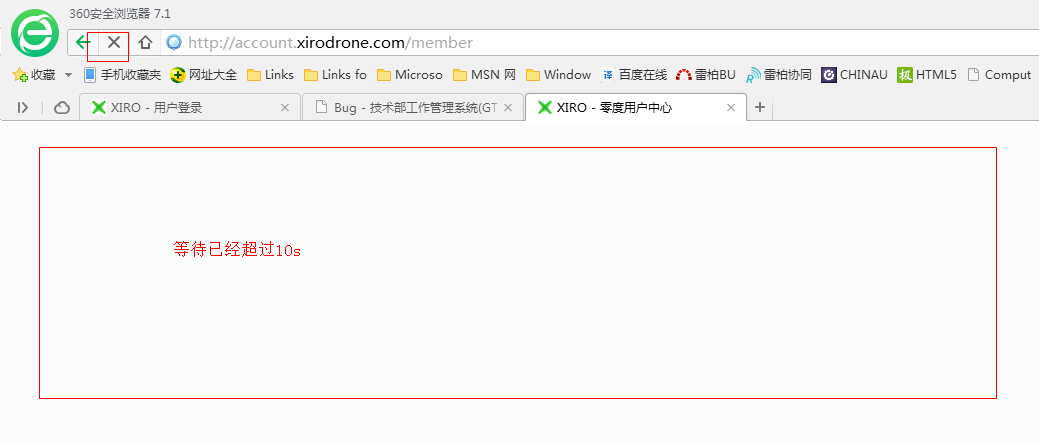 360安全浏览器 7.1
http://account.xirodrone.com/member
收藏 手机收藏夹 网址大全 Links Links fo Microso MSN 网 Window 百度在线 雷柏BU 雷柏协同 CHINAU HTML5 Comput
XIRO - 用户登录 Bug - 技术部工作管理系统(GT XIRO - 零度用户中心
等待已经超过10s